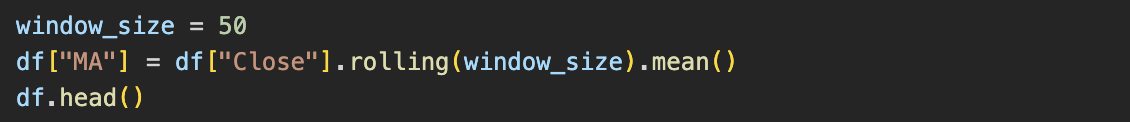 window_size = 50
df["MA"] = df["Close"].rolling(window_size).mean()
df.head()